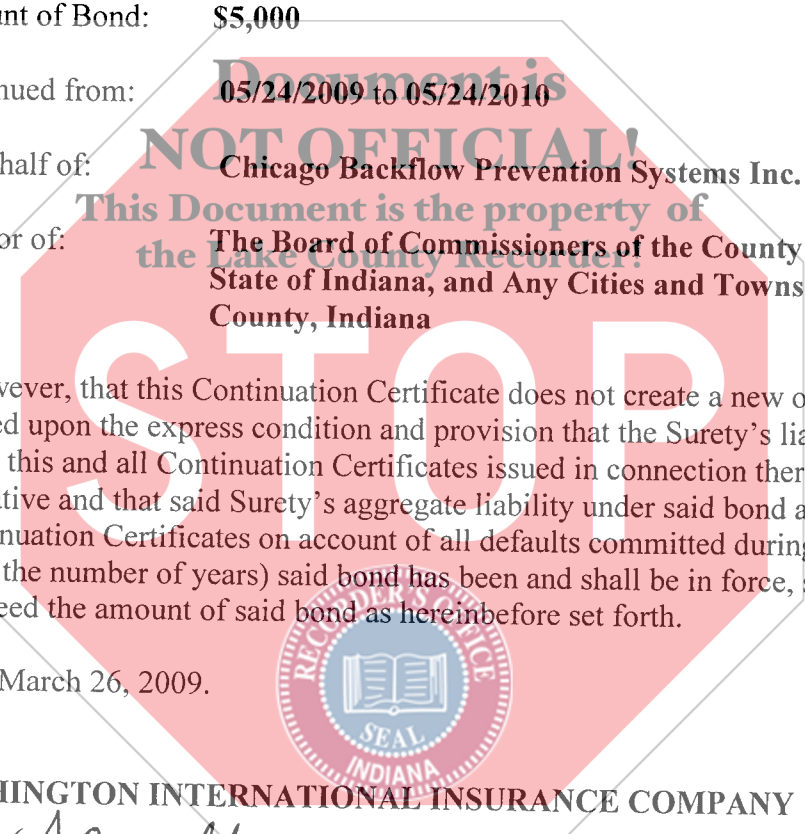 unt of Bond: $5,000
Document is
nued from: 05/24/2009 to 05/24/2010
NOT OFFICIAL!
half of: Chicago Backflow Prevention Systems Inc.
This Document is the property of
or of: The Board of Commissioners of the County
the Lake County Recorder!
State of Indiana, and Any Cities and Towns
County, Indiana
STOP
wever, that this Continuation Certificate does not create a new o
ed upon the express condition and provision that the Surety's lia
this and all Continuation Certificates issued in connection ther
ative and that said Surety's aggregate liability under said bond a
nuation Certificates on account of all defaults committed during
the number of years) said bond has been and shall be in force, s
eed the amount of said bond as hereinbefore set forth.
RECORDER'S OFFICE
March 26, 2009.
SEAL
INDIANA
HINGTON INTERNATIONAL INSURANCE COMPANY